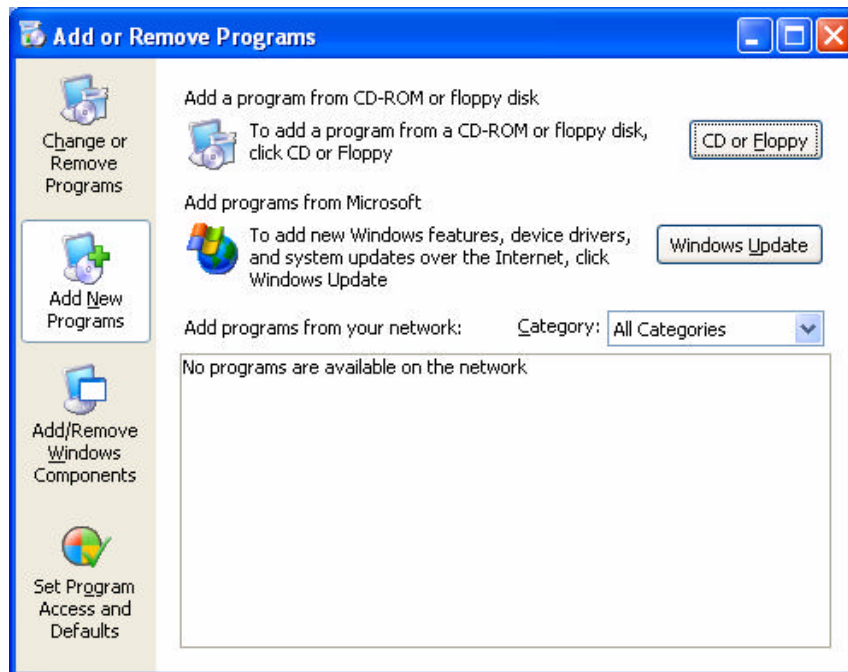 Add or Remove Programs
Change or
Remove
Programs
Add New
Programs
Add/Remove
Windows
Components
Set Program
Access and
Defaults
Add a program from CD-ROM or floppy disk
To add a program from a CD-ROM or floppy disk,
click CD or Floppy
CD or Floppy
Add programs from Microsoft
To add new Windows features, device drivers,
and system updates over the Internet, click
Windows Update
Windows Update
Add programs from your network:
Category:
All Categories
No programs are available on the network